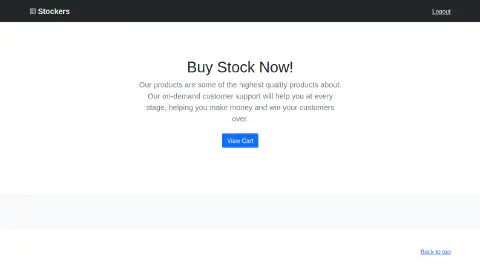 Stockers
Logout
Buy Stock Now!
Our products are some of the highest quality products about.
Our on-demand customer support will help you at every
stage, helping you make money and win your customers
over.
View Cart
Back to top